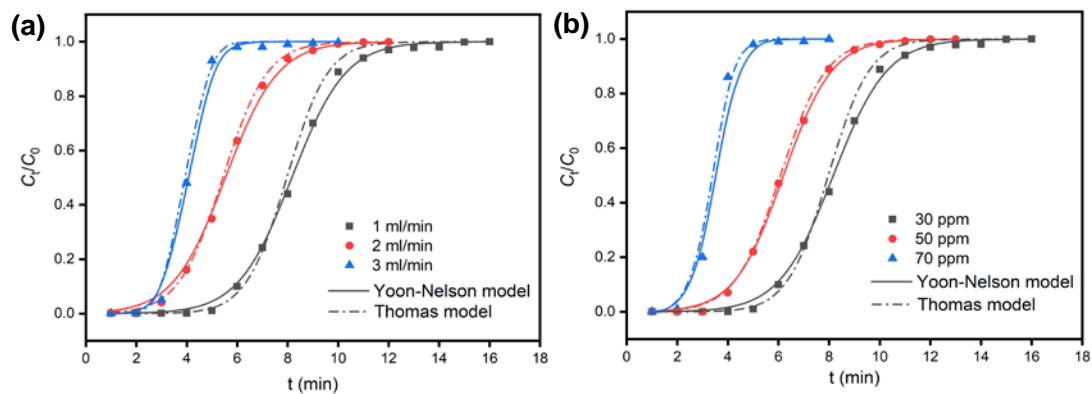 (a)
1.0
0.8
0.6
0.4
0.2
0.0
Cₜ/C₀
1 ml/min
2 ml/min
3 ml/min
Yoon-Nelson model
Thomas model
0 2 4 6 8 10 12 14 16 18
t (min)
(b)
1.0
0.8
0.6
0.4
0.2
0.0
Cₜ/C₀
30 ppm
50 ppm
70 ppm
Yoon-Nelson model
Thomas model
0 2 4 6 8 10 12 14 16 18
t (min)